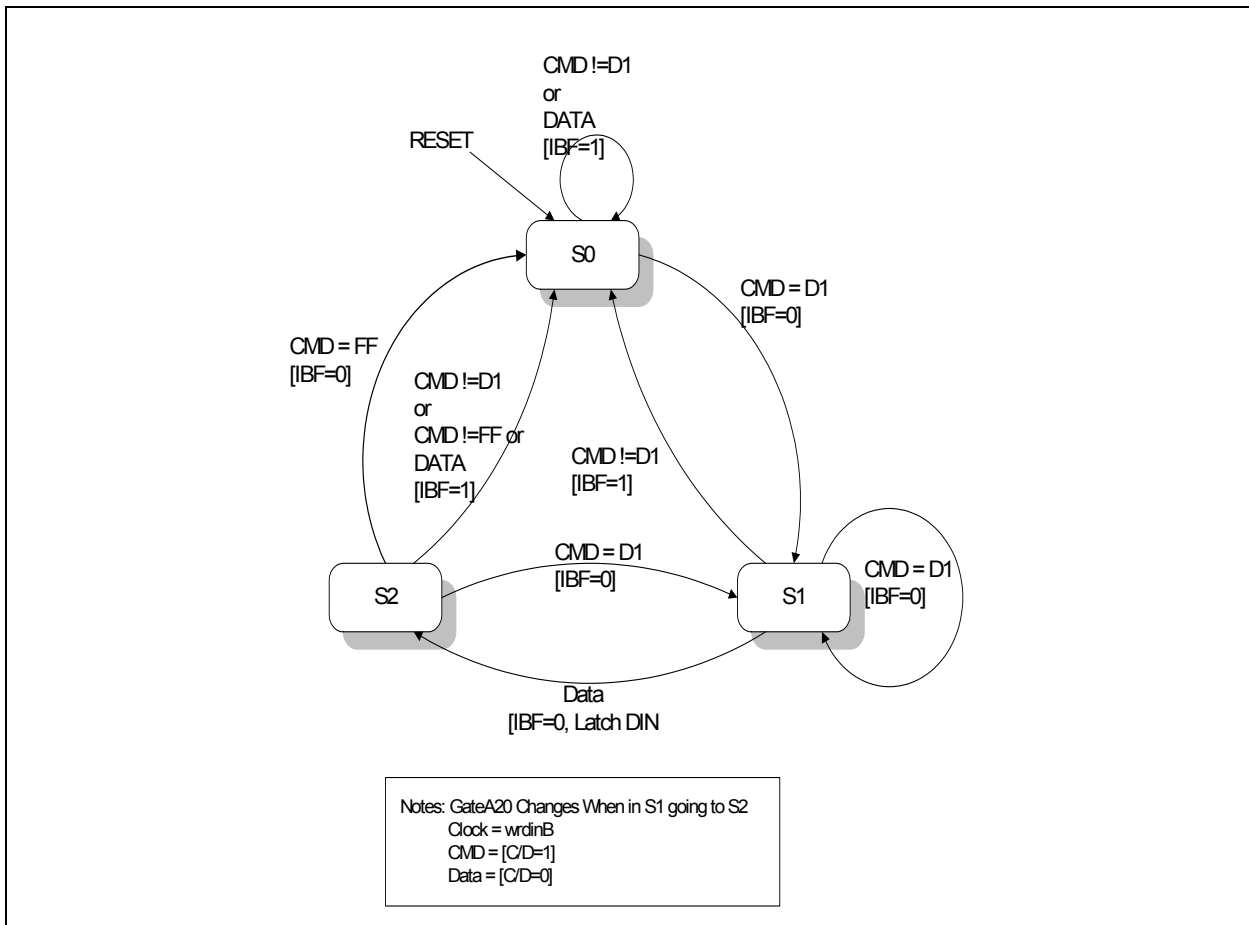 CMD !=D1
or
DATA
[IBF=1]
RESET
S0
CMD = D1
[IBF=0]
CMD = FF
[IBF=0]
CMD !=D1
or
CMD !=FF or
DATA
[IBF=1]
CMD !=D1
[IBF=1]
CMD = D1
[IBF=0]
CMD = D1
[IBF=0]
S2
S1
Data
[IBF=0, Latch DIN
Notes: GateA20 Changes When in S1 going to S2
Clock = wrdinB
CMD = [C/D=1]
Data = [C/D=0]